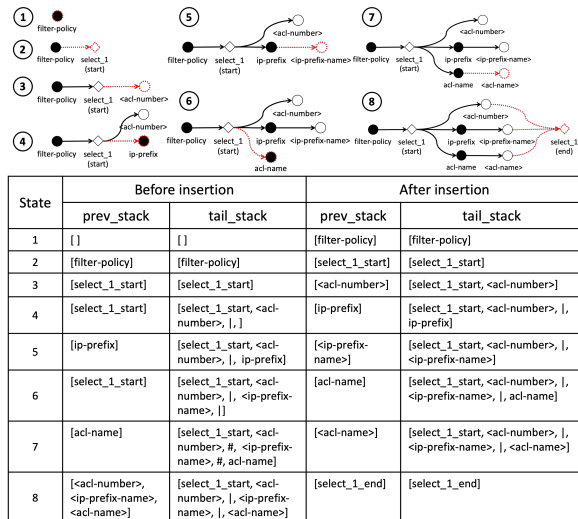 1
filter-policy
2
filter-policy select_1
(start)
3
filter-policy select_1 <acl-number>
(start)
4
<acl-number>
filter-policy select_1 ip-prefix
(start)
5
<acl-number>
filter-policy select_1 ip-prefix <ip-prefix-name>
(start)
6
<acl-number>
filter-policy select_1 ip-prefix <ip-prefix-name>
(start)
acl-name
7
<acl-number>
filter-policy select_1 ip-prefix <ip-prefix-name>
(start)
acl-name <acl-name>
8
<acl-number>
filter-policy select_1 ip-prefix <ip-prefix-name> select_1
(start) (end)
acl-name <acl-name>
State Before insertion After insertion
prev_stack tail_stack prev_stack tail_stack
1 [ ] [ ] [filter-policy] [filter-policy]
2 [filter-policy] [filter-policy] [select_1_start] [select_1_start]
3 [select_1_start] [select_1_start] [<acl-number>] [select_1_start, <acl-number>]
4 [select_1_start] [select_1_start, <acl- [ip-prefix] [select_1_start, <acl-number>, |,
number>, |, ] ip-prefix]
5 [ip-prefix] [select_1_start, <acl- [<ip-prefix- [select_1_start, <acl-number>, |,
number>, |, ip-prefix] name>] <ip-prefix-name>]
6 [select_1_start] [select_1_start, <acl- [acl-name] [select_1_start, <acl-number>, |,
number>, |, <ip-prefix- <ip-prefix-name>, |, acl-name]
name>, |]
7 [acl-name] [select_1_start, <acl- [<acl-name>] [select_1_start, <acl-number>, |,
number>, #, <ip-prefix- <ip-prefix-name>, |, <acl-name>]
name>, #, acl-name]
8 [<acl-number>, [select_1_start, <acl- [select_1_end] [select_1_end]
<ip-prefix-name>, number>, |, <ip-prefix-
<acl-name>] name>, |, <acl-name>]